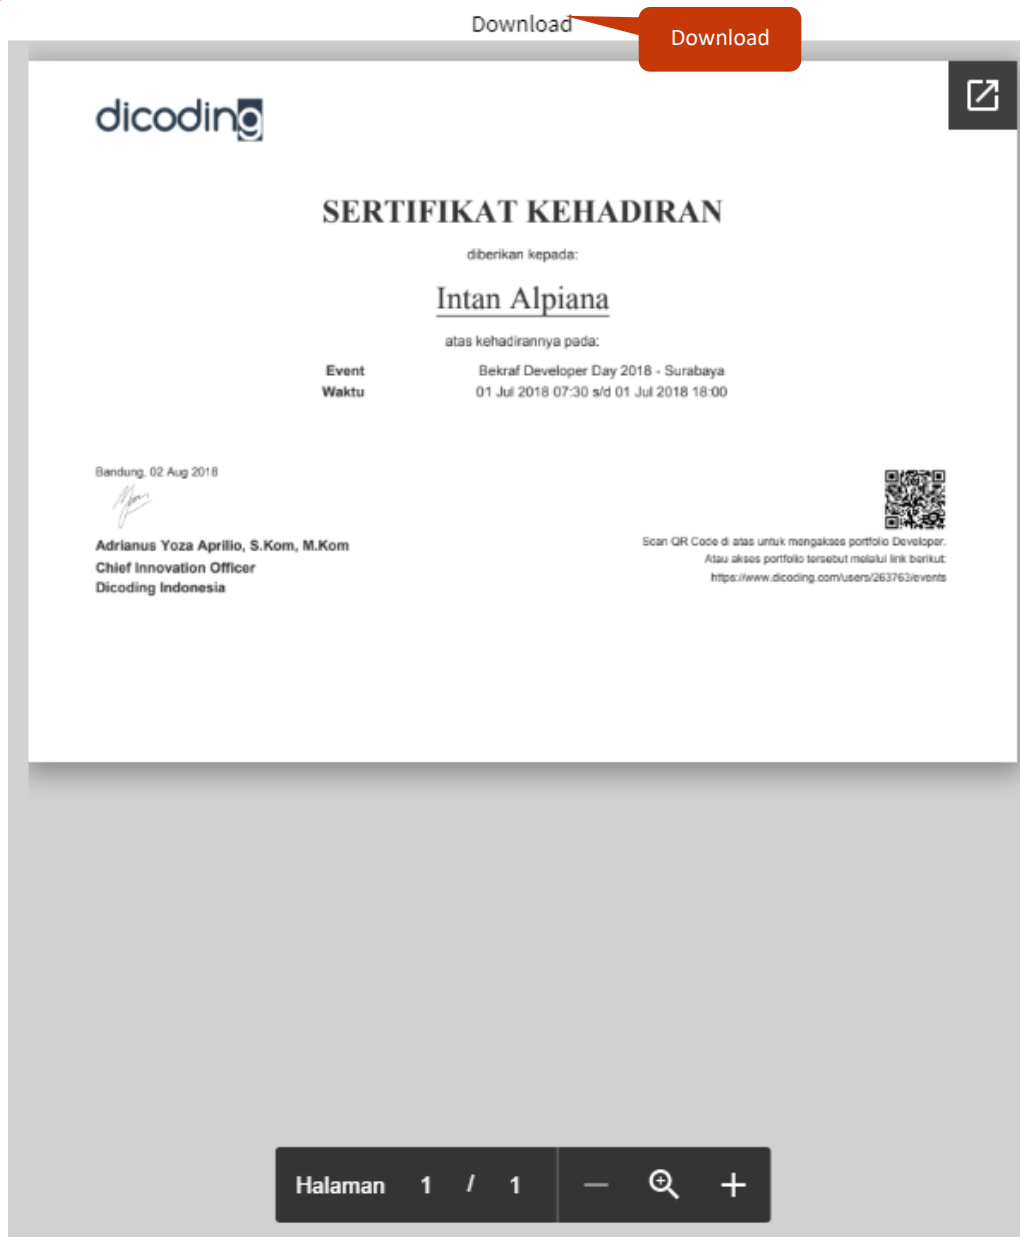 Download
Download
dicoding
SERTIFIKAT KEHADIRAN
diberikan kepada:
Intan Alpiana
atas kehadirannya pada:
Event Bekraf Developer Day 2018 - Surabaya
Waktu 01 Jul 2018 07:30 s/d 01 Jul 2018 18:00
Bandung, 02 Aug 2018
Adrianus Yoza Aprilio, S.Kom, M.Kom
Chief Innovation Officer
Dicoding Indonesia
Scan QR Code di atas untuk mengakses portfolio Developer.
Atau akses portfolio tersebut melalui link berikut:
https://www.dicoding.com/users/263763/events
Halaman 1 / 1